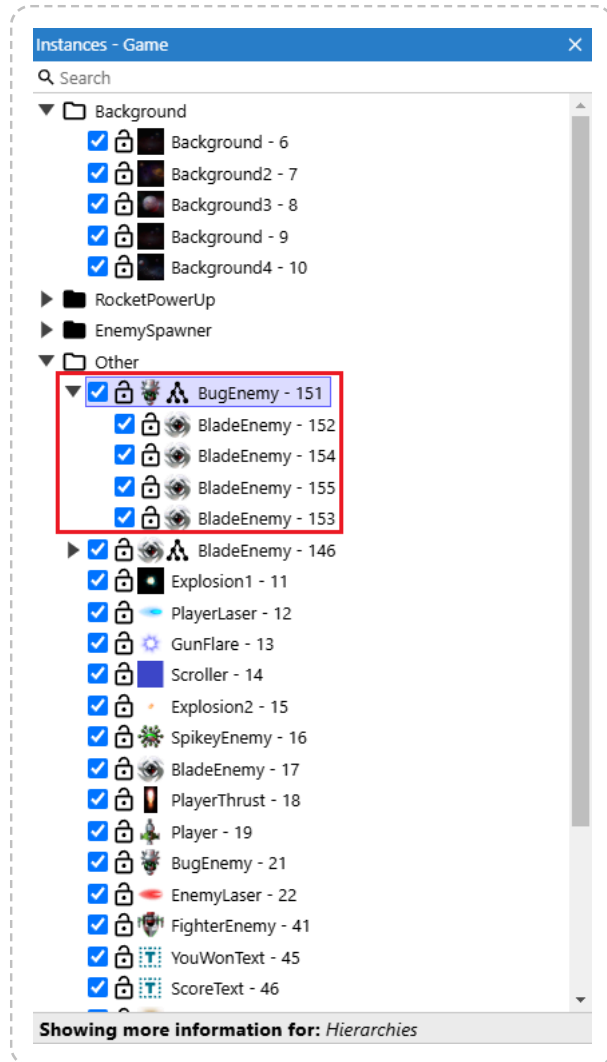 Instances - Game
Search
Background
Background - 6
Background2 - 7
Background3 - 8
Background - 9
Background4 - 10
RocketPowerUp
EnemySpawner
Other
BugEnemy - 151
BladeEnemy - 152
BladeEnemy - 154
BladeEnemy - 155
BladeEnemy - 153
BladeEnemy - 146
Explosion1 - 11
PlayerLaser - 12
GunFlare - 13
Scroller - 14
Explosion2 - 15
SpikeyEnemy - 16
BladeEnemy - 17
PlayerThrust - 18
Player - 19
BugEnemy - 21
EnemyLaser - 22
FighterEnemy - 41
YouWonText - 45
ScoreText - 46
Showing more information for: Hierarchies